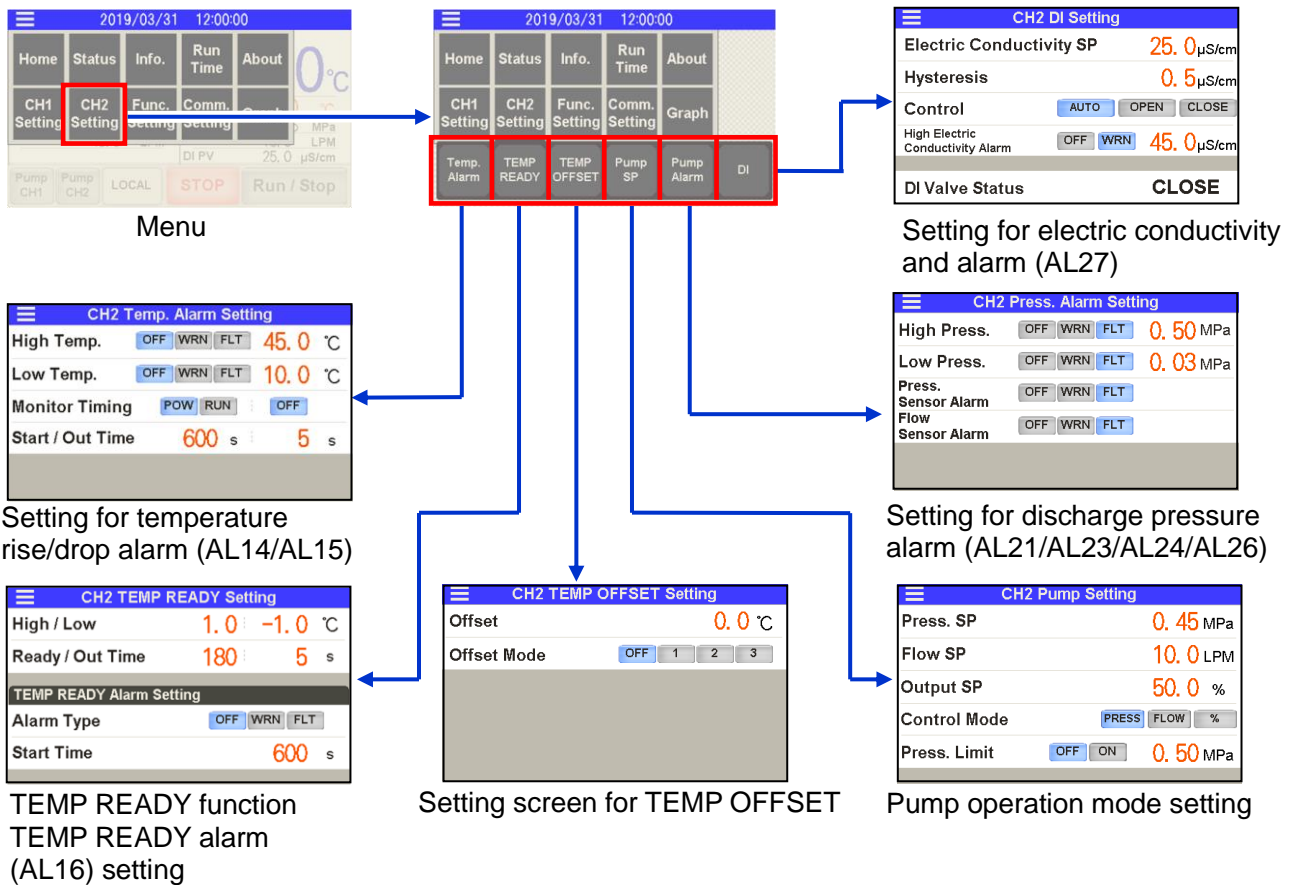 2019/03/31 12:00:00
Home Status Info. Run Time About
CH1 Setting CH2 Setting Func. Setting Comm. Setting Graph
0 °C
MPa
LPM
DI PV 25. 0 µS/cm
Pump CH1 Pump CH2 LOCAL STOP Run / Stop
Menu
2019/03/31 12:00:00
Home Status Info. Run Time About
CH1 Setting CH2 Setting Func. Setting Comm. Setting Graph
Temp. Alarm TEMP READY TEMP OFFSET Pump SP Pump Alarm DI
CH2 DI Setting
Electric Conductivity SP 25. 0 µS/cm
Hysteresis 0. 5 µS/cm
Control AUTO OPEN CLOSE
High Electric
Conductivity Alarm OFF WRN 45. 0 µS/cm
DI Valve Status CLOSE
Setting for electric conductivity
and alarm (AL27)
CH2 Temp. Alarm Setting
High Temp. OFF WRN FLT 45. 0 ℃
Low Temp. OFF WRN FLT 10. 0 ℃
Monitor Timing POW RUN OFF
Start / Out Time 600 s 5 s
Setting for temperature
rise/drop alarm (AL14/AL15)
CH2 Press. Alarm Setting
High Press. OFF WRN FLT 0. 50 MPa
Low Press. OFF WRN FLT 0. 03 MPa
Press.
Sensor Alarm OFF WRN FLT
Flow
Sensor Alarm OFF WRN FLT
Setting for discharge pressure
alarm (AL21/AL23/AL24/AL26)
CH2 TEMP READY Setting
High / Low 1. 0 −1. 0 ℃
Ready / Out Time 180 5 s
TEMP READY Alarm Setting
Alarm Type OFF WRN FLT
Start Time 600 s
TEMP READY function
TEMP READY alarm
(AL16) setting
CH2 TEMP OFFSET Setting
Offset 0. 0 ℃
Offset Mode OFF 1 2 3
Setting screen for TEMP OFFSET
CH2 Pump Setting
Press. SP 0. 45 MPa
Flow SP 10. 0 LPM
Output SP 50. 0 %
Control Mode PRESS FLOW %
Press. Limit OFF ON 0. 50 MPa
Pump operation mode setting